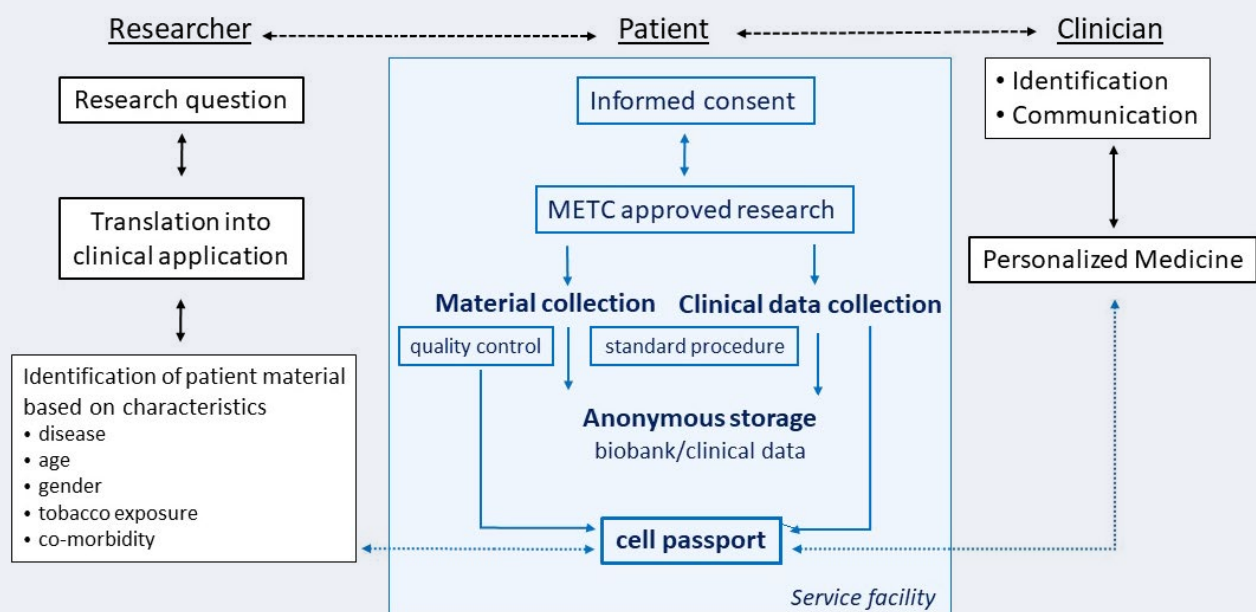 Researcher
Patient
Clinician
Research question
Translation into
clinical application
Identification of patient material
based on characteristics
• disease
• age
• gender
• tobacco exposure
• co-morbidity
Informed consent
METC approved research
Material collection
Clinical data collection
quality control
standard procedure
Anonymous storage
biobank/clinical data
cell passport
Service facility
• Identification
• Communication
Personalized Medicine